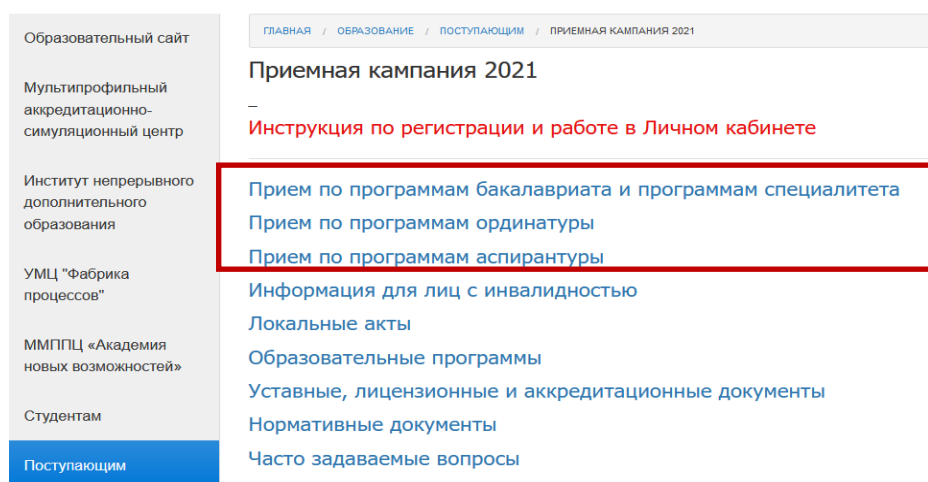 Образовательный сайт
Мультипрофильный
аккредитационно-
симуляционный центр
Институт непрерывного
дополнительного
образования
УМЦ "Фабрика
процессов"
ММППЦ «Академия
новых возможностей»
Студентам
Поступающим
ГЛАВНАЯ / ОБРАЗОВАНИЕ / ПОСТУПАЮЩИМ / ПРИЕМНАЯ КАМПАНИЯ 2021
Приемная кампания 2021
_
Инструкция по регистрации и работе в Личном кабинете
Прием по программам бакалавриата и программам специалитета
Прием по программам ординатуры
Прием по программам аспирантуры
Информация для лиц с инвалидностью
Локальные акты
Образовательные программы
Уставные, лицензионные и аккредитационные документы
Нормативные документы
Часто задаваемые вопросы